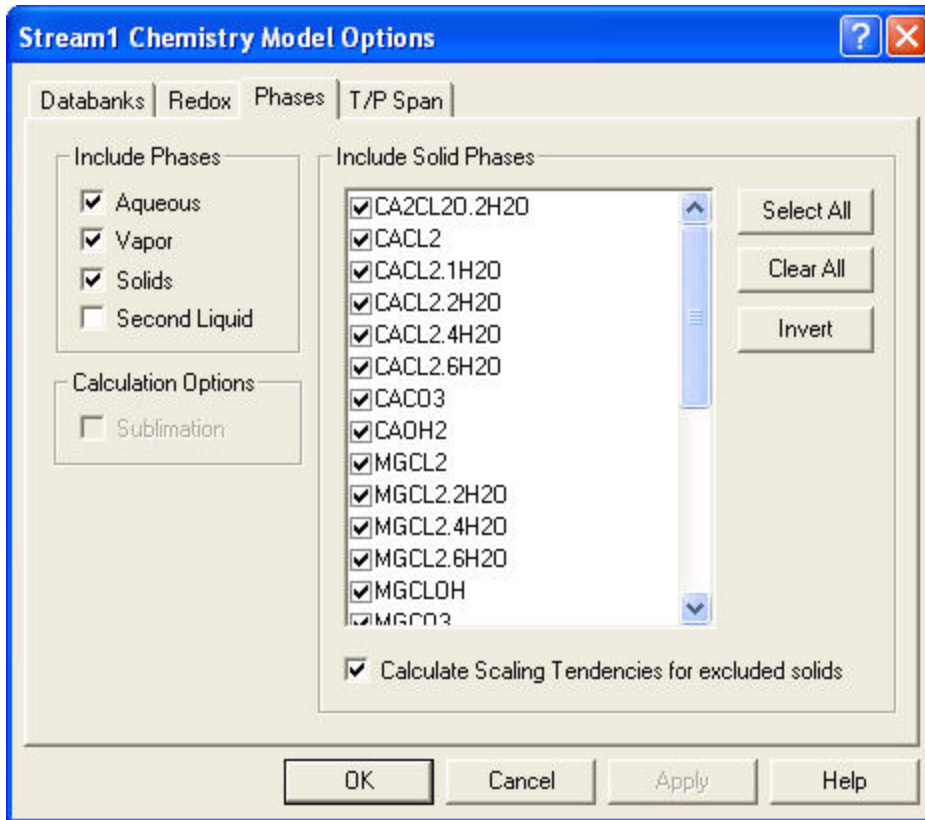 Stream1 Chemistry Model Options
Databanks
Redox
Phases
T/P Span
Include Phases
Aqueous
Vapor
Solids
Second Liquid
Calculation Options
Sublimation
Include Solid Phases
CA2CL2O.2H2O
CACL2
CACL2.1H2O
CACL2.2H2O
CACL2.4H2O
CACL2.6H2O
CACO3
CAOH2
MGCL2
MGCL2.2H2O
MGCL2.4H2O
MGCL2.6H2O
MGCLOH
MGCO3
Select All
Clear All
Invert
Calculate Scaling Tendencies for excluded solids
OK
Cancel
Apply
Help